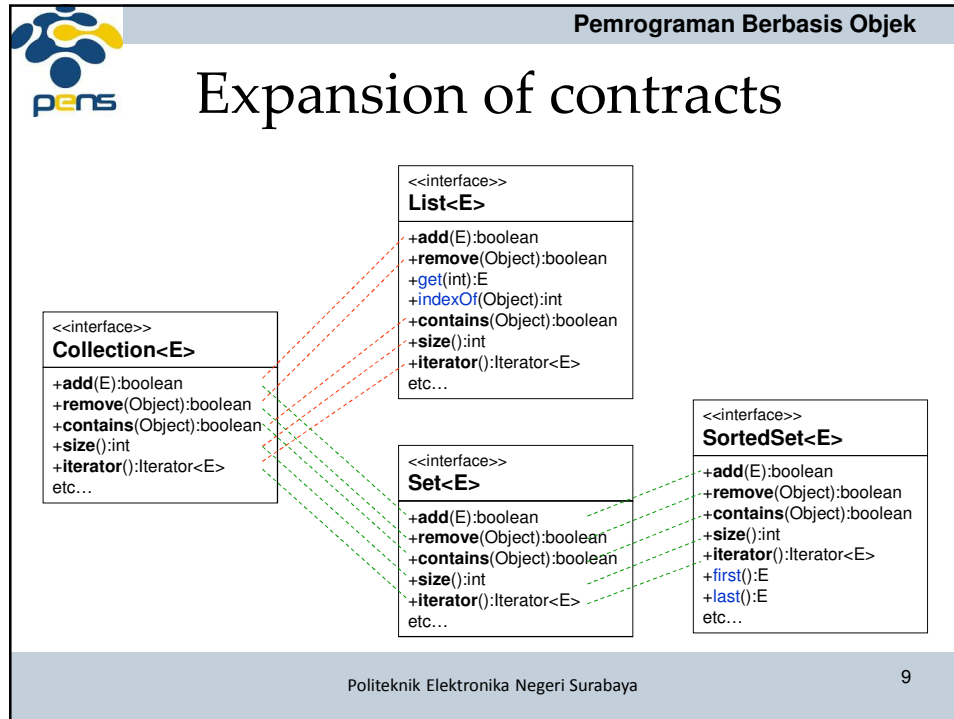 Pemrograman Berbasis Objek
pens
Expansion of contracts
<<interface>>
Collection<E>
+add(E):boolean
+remove(Object):boolean
+contains(Object):boolean
+size():int
+iterator():Iterator<E>
etc…
<<interface>>
List<E>
+add(E):boolean
+remove(Object):boolean
+get(int):E
+indexOf(Object):int
+contains(Object):boolean
+size():int
+iterator():Iterator<E>
etc…
<<interface>>
Set<E>
+add(E):boolean
+remove(Object):boolean
+contains(Object):boolean
+size():int
+iterator():Iterator<E>
etc…
<<interface>>
SortedSet<E>
+add(E):boolean
+remove(Object):boolean
+contains(Object):boolean
+size():int
+iterator():Iterator<E>
+first():E
+last():E
etc…
Politeknik Elektronika Negeri Surabaya
9